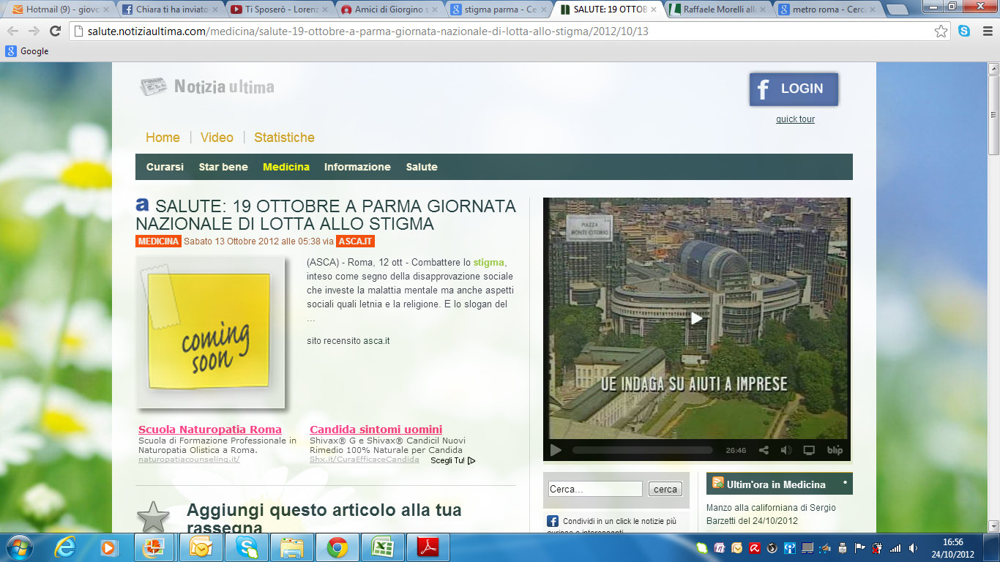 Hotmail (9) - giovo
Chiara ti ha inviato
Ti Sposerò - Lorenz
Amici di Giorgino s
stigma parma - Ce
SALUTE: 19 OTTOB
Raffaele Morelli all
metro roma - Cerca
salute.notiziaultima.com/medicina/salute-19-ottobre-a-parma-giornata-nazionale-di-lotta-allo-stigma/2012/10/13
Google
Notizia ultima
f LOGIN
quick tour
Home | Video | Statistiche
Curarsi Star bene Medicina Informazione Salute
a SALUTE: 19 OTTOBRE A PARMA GIORNATA
NAZIONALE DI LOTTA ALLO STIGMA
MEDICINA Sabato 13 Ottobre 2012 alle 05:38 via ASCA.IT
coming
soon
(ASCA) - Roma, 12 ott - Combattere lo stigma,
inteso come segno della disapprovazione sociale
che investe la malattia mentale ma anche aspetti
sociali quali letnia e la religione. E lo slogan del
...
sito recensito asca.it
Scuola Naturopatia Roma
Scuola di Formazione Professionale in
Naturopatia Olistica a Roma.
naturopatiacounseling.it/
Candida sintomi uomini
Shivax® G e Shivax® Candicil Nuovi
Rimedio 100% Naturale per Candida
Shx.it/CuraEfficaceCandida
Scegli Tu!
Aggiungi questo articolo alla tua
rassegna
PIAZZA
MONTE CITORIO
UE INDAGA SU AIUTI A IMPRESE
26:46 blip
Cerca... cerca
Condividi in un click le notizie più
curiose e interessanti
Ultim'ora in Medicina
Manzo alla californiana di Sergio
Barzetti del 24/10/2012
16:56
24/10/2012